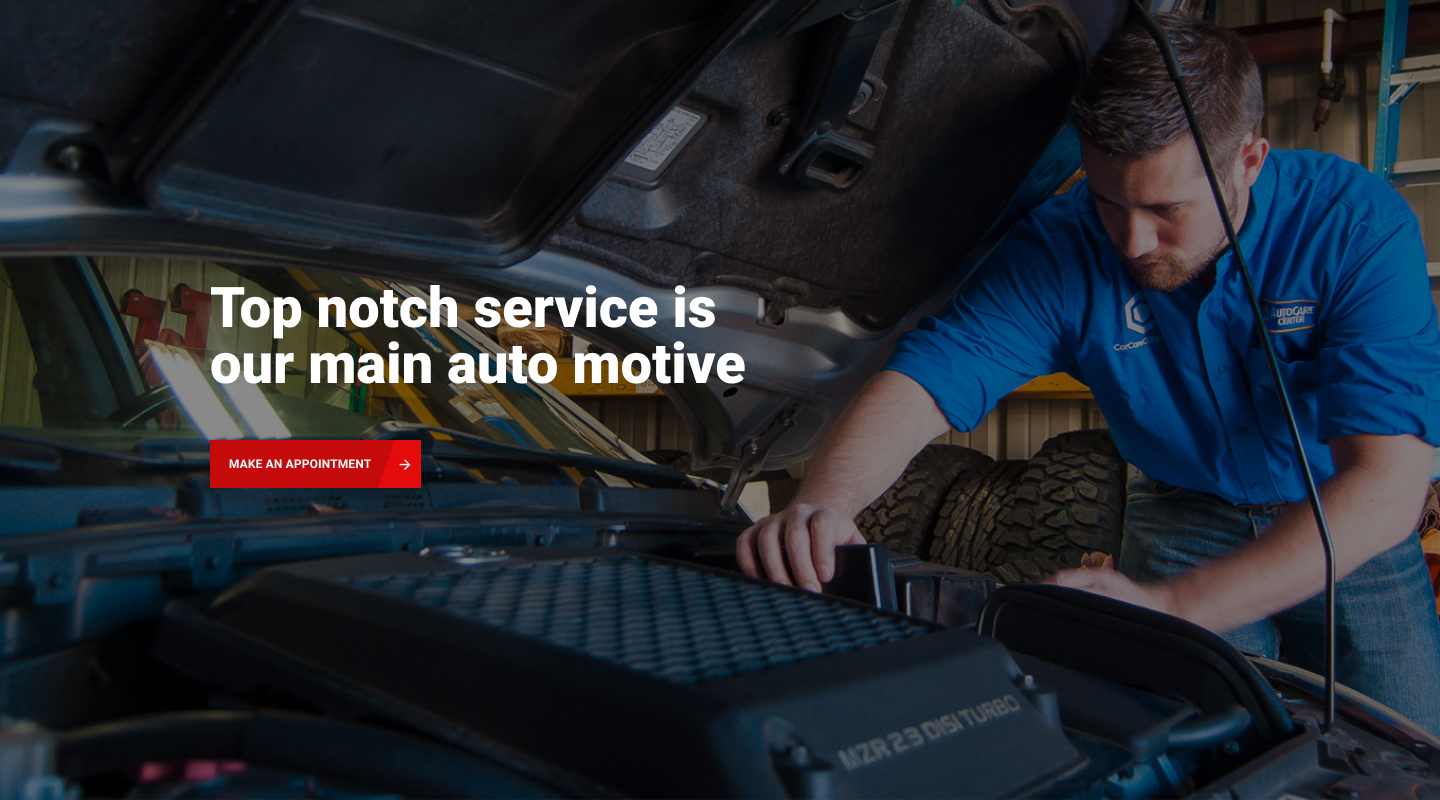 Top notch service is
our main auto motive
MAKE AN APPOINTMENT
AUTOCARE
CENTER
MZR 2.3 DISI TURBO